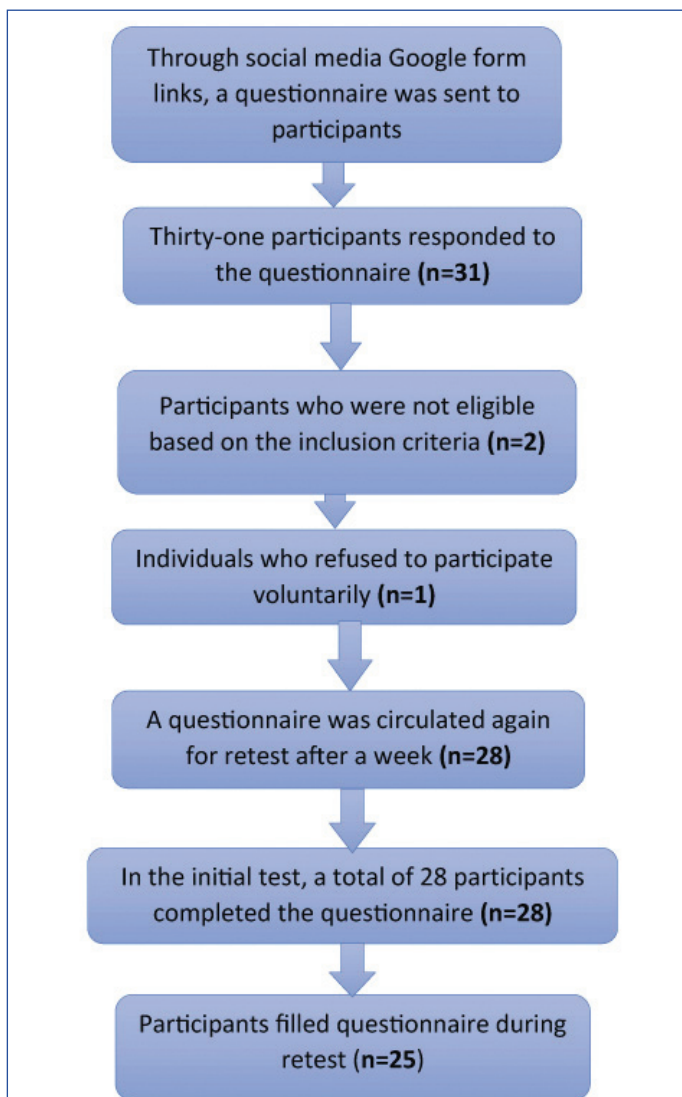 Through social media Google form
links, a questionnaire was sent to
participants
Thirty-one participants responded to
the questionnaire (n=31)
Participants who were not eligible
based on the inclusion criteria (n=2)
Individuals who refused to participate
voluntarily (n=1)
A questionnaire was circulated again
for retest after a week (n=28)
In the initial test, a total of 28 participants
completed the questionnaire (n=28)
Participants filled questionnaire during
retest (n=25)